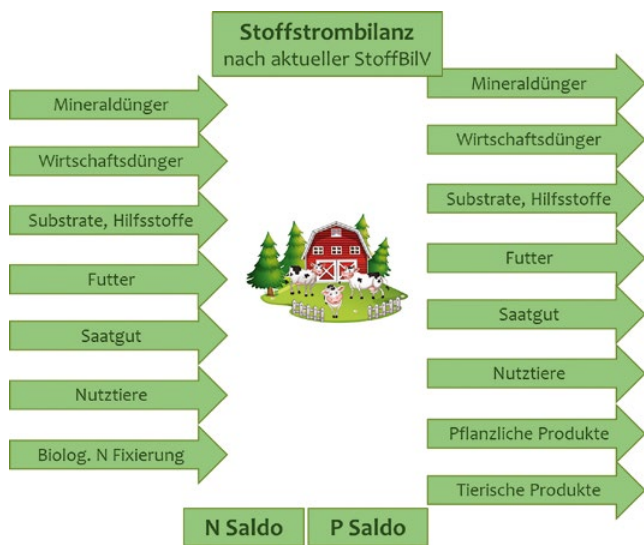 Stoffstrombilanz
nach aktueller StoffBilV
Mineraldünger
Wirtschaftsdünger
Substrate, Hilfsstoffe
Futter
Saatgut
Nutztiere
Biolog. N Fixierung
Mineraldünger
Wirtschaftsdünger
Substrate, Hilfsstoffe
Futter
Saatgut
Nutztiere
Pflanzliche Produkte
Tierische Produkte
N Saldo
P Saldo